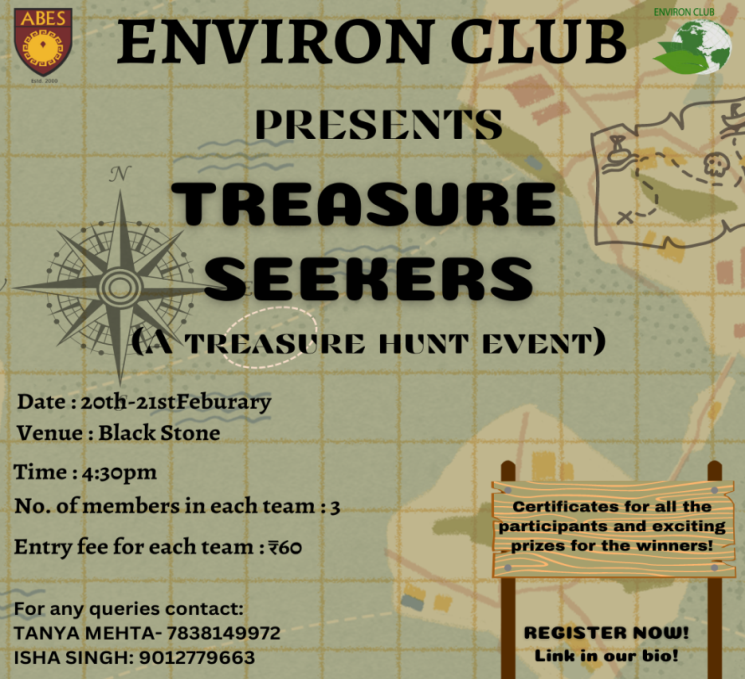 ABES
Estd. 2000
ENVIRON CLUB
ENVIRON CLUB
PRESENTS
N
TREASURE
SEEKERS
(A TREASURE HUNT EVENT)
Date : 20th-21stFeburary
Venue : Black Stone
Time : 4:30pm
No. of members in each team : 3
Entry fee for each team : ₹60
Certificates for all the
participants and exciting
prizes for the winners!
For any queries contact:
TANYA MEHTA- 7838149972
ISHA SINGH: 9012779663
REGISTER NOW!
Link in our bio!